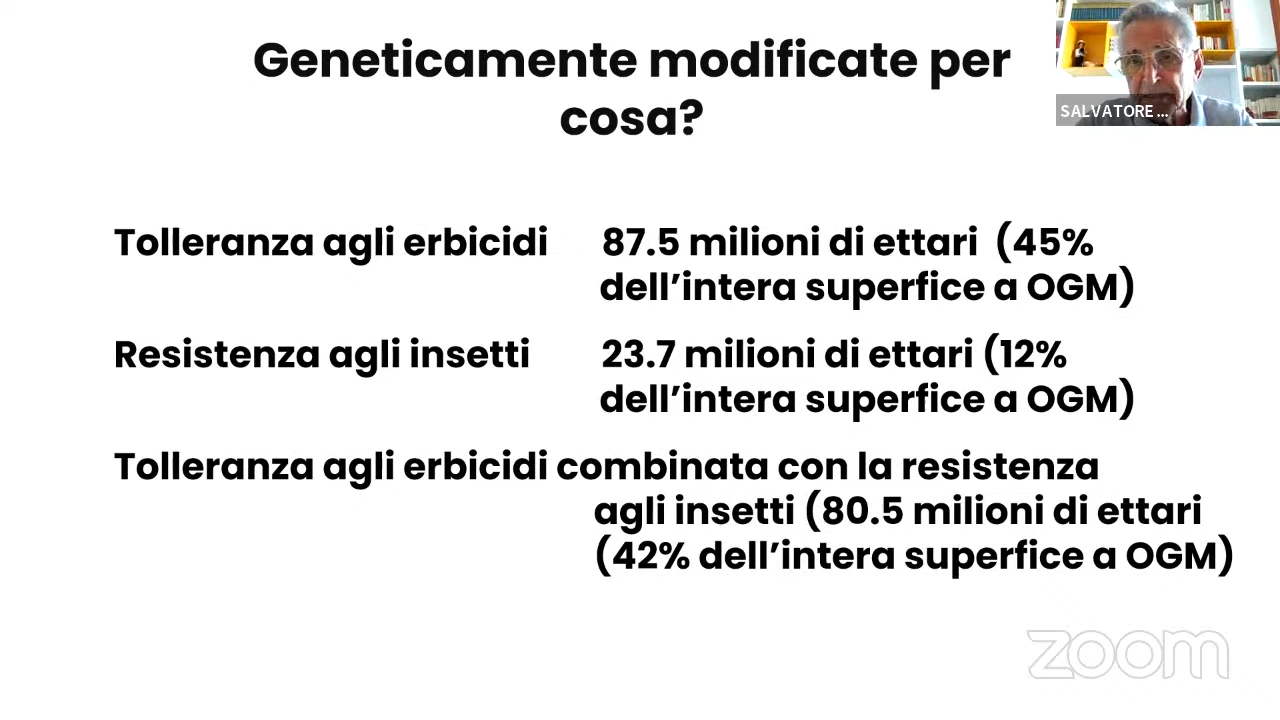 Geneticamente modificate per
cosa?
SALVATORE ...
Tolleranza agli erbicidi 87.5 milioni di ettari (45%
dell’intera superfice a OGM)
Resistenza agli insetti 23.7 milioni di ettari (12%
dell’intera superfice a OGM)
Tolleranza agli erbicidi combinata con la resistenza
agli insetti (80.5 milioni di ettari
(42% dell’intera superfice a OGM)
zoom